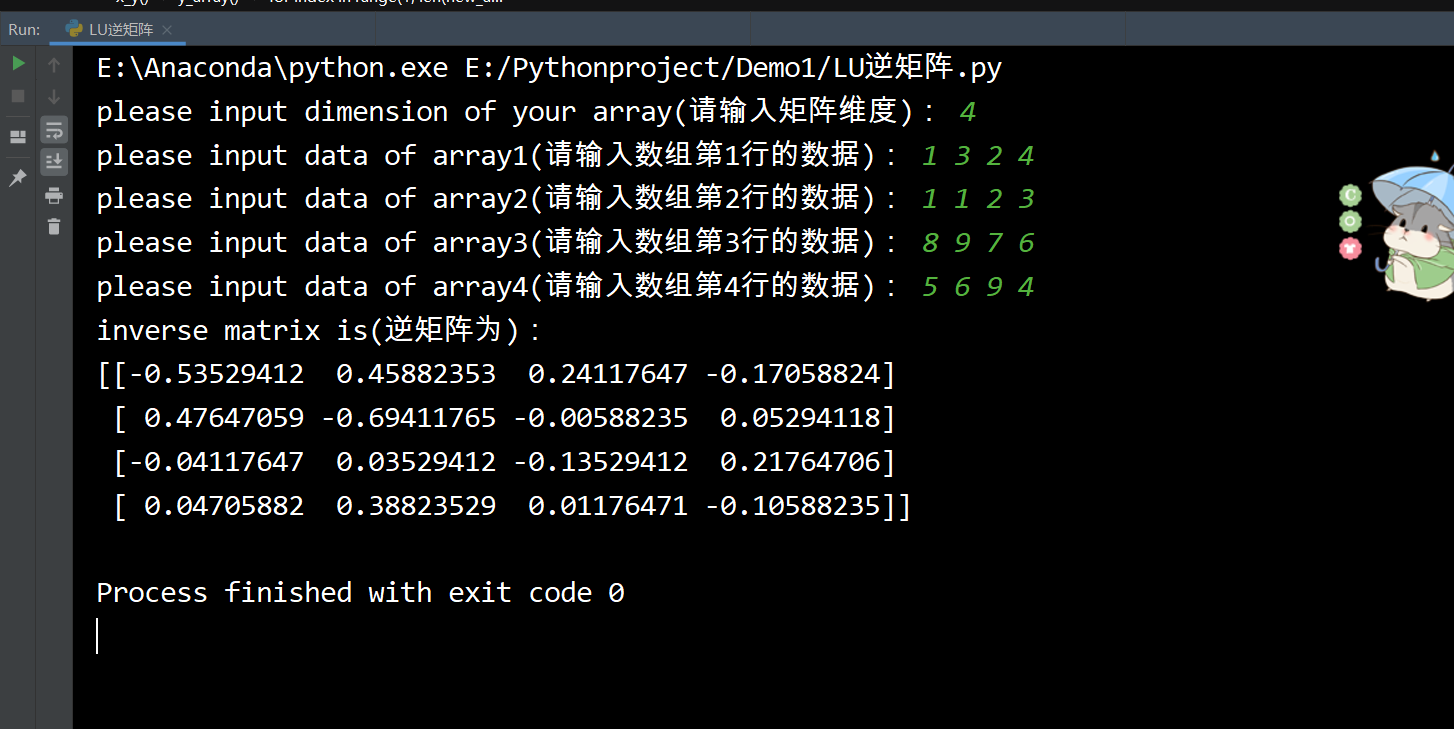 Run: LU逆矩阵
E:\Anaconda\python.exe E:/Pythonproject/Demo1/LU逆矩阵.py
please input dimension of your array(请输入矩阵维度)： 4
please input data of array1(请输入数组第1行的数据)： 1 3 2 4
please input data of array2(请输入数组第2行的数据)： 1 1 2 3
please input data of array3(请输入数组第3行的数据)： 8 9 7 6
please input data of array4(请输入数组第4行的数据)： 5 6 9 4
inverse matrix is(逆矩阵为)：
[[-0.53529412  0.45882353  0.24117647 -0.17058824]
 [ 0.47647059 -0.69411765 -0.00588235  0.05294118]
 [-0.04117647  0.03529412 -0.13529412  0.21764706]
 [ 0.04705882  0.38823529  0.01176471 -0.10588235]]
Process finished with exit code 0